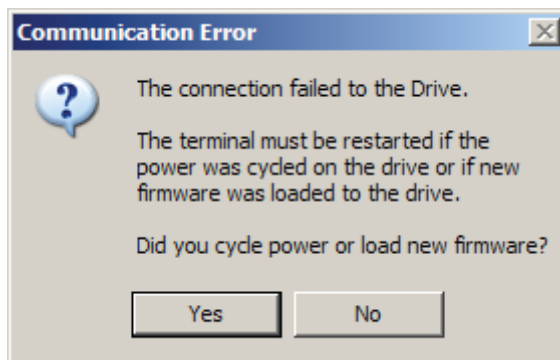 Communication Error
The connection failed to the Drive.
The terminal must be restarted if the
power was cycled on the drive or if new
firmware was loaded to the drive.
Did you cycle power or load new firmware?
Yes
No